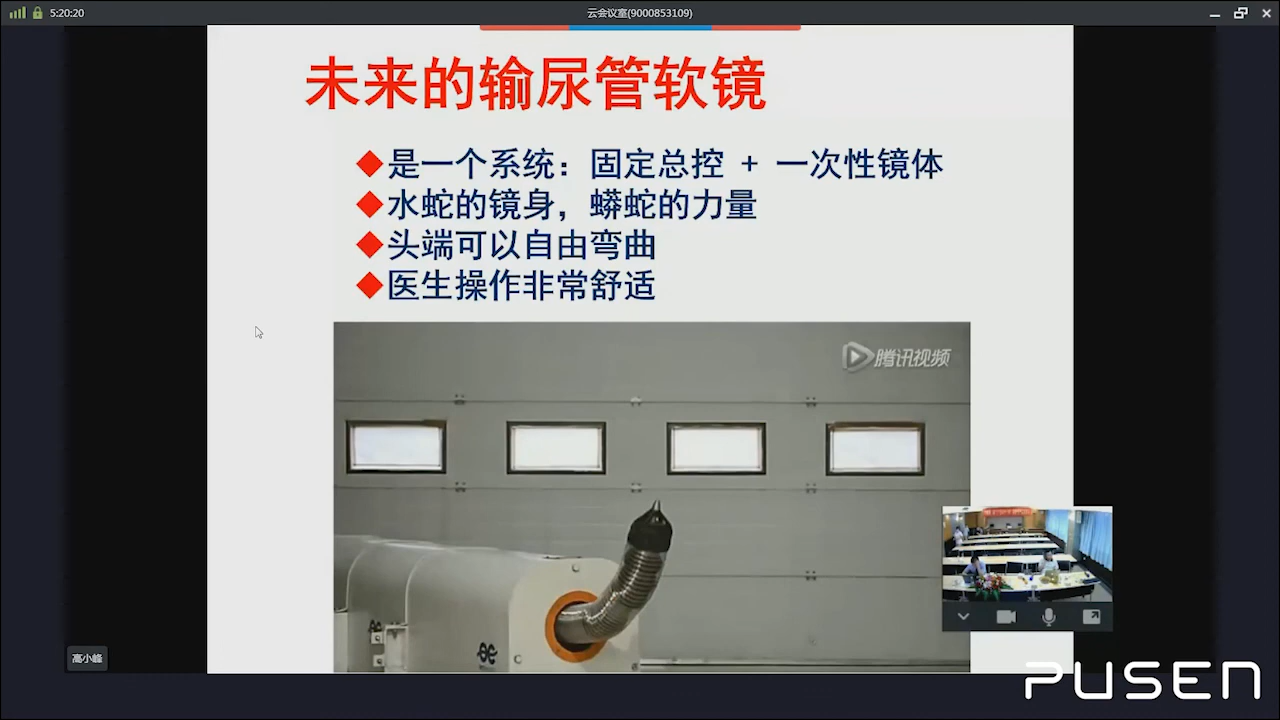 5:20:20
云会议室(9000853109)
未来的输尿管软镜
是一个系统：固定总控 + 一次性镜体
水蛇的镜身，蟒蛇的力量
头端可以自由弯曲
医生操作非常舒适
腾讯视频
高小峰
PUSEN